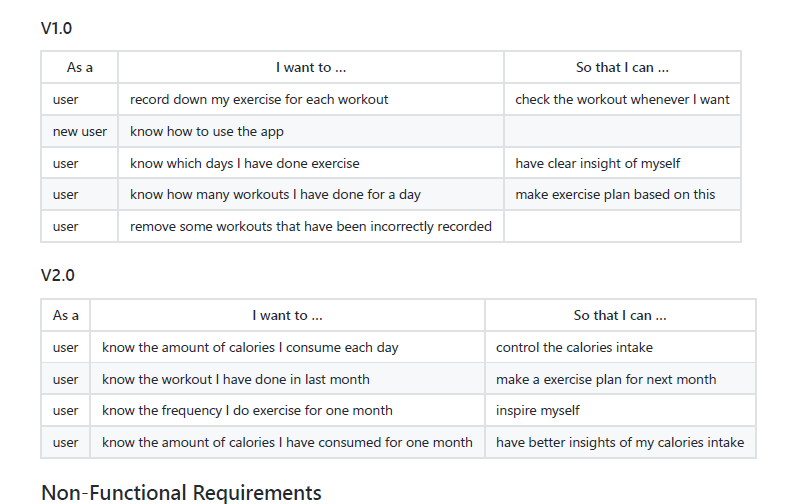 V1.0
As a I want to ... So that I can ...
user record down my exercise for each workout check the workout whenever I want
new user know how to use the app
user know which days I have done exercise have clear insight of myself
user know how many workouts I have done for a day make exercise plan based on this
user remove some workouts that have been incorrectly recorded
V2.0
As a I want to ... So that I can ...
user know the amount of calories I consume each day control the calories intake
user know the workout I have done in last month make a exercise plan for next month
user know the frequency I do exercise for one month inspire myself
user know the amount of calories I have consumed for one month have better insights of my calories intake
Non-Functional Requirements